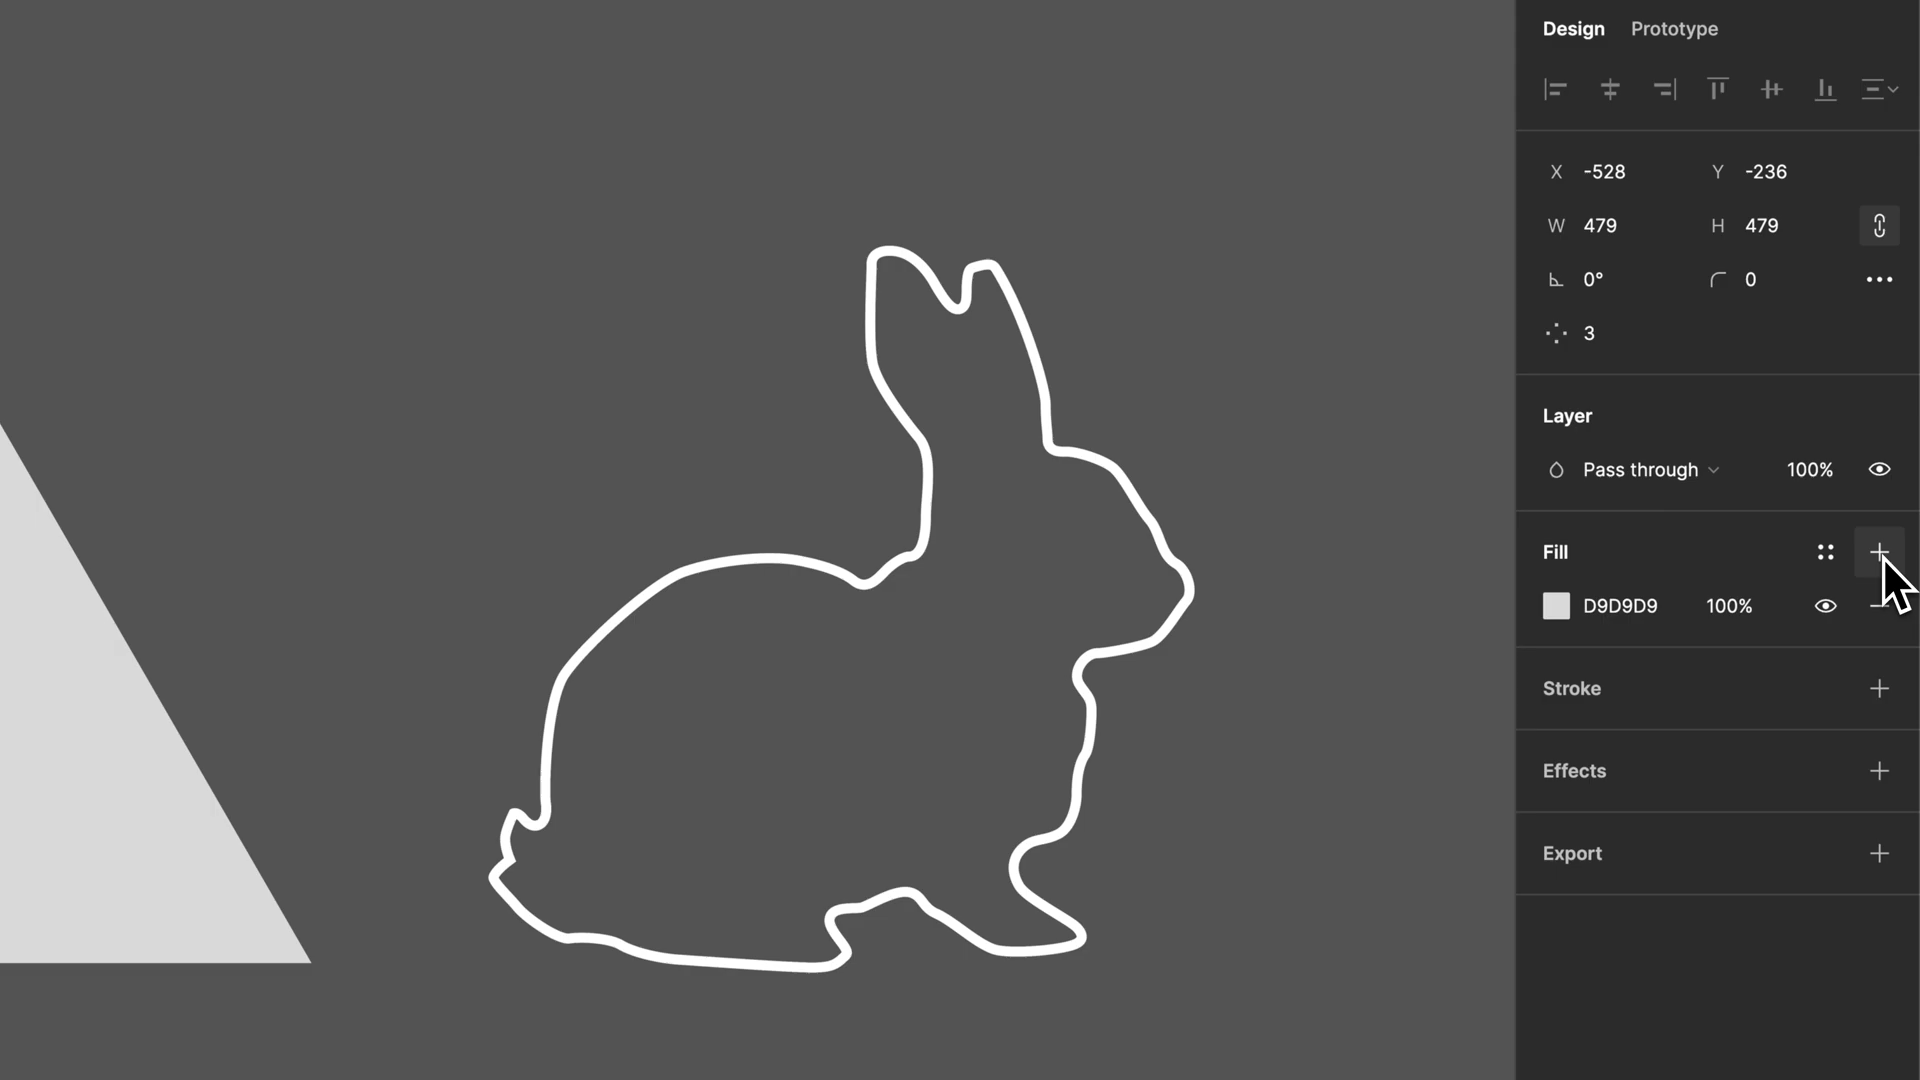 Design Prototype
X -528 Y -236
W 479 H 479
0° 0
3
Layer
Pass through 100%
Fill
D9D9D9 100%
Stroke
Effects
Export